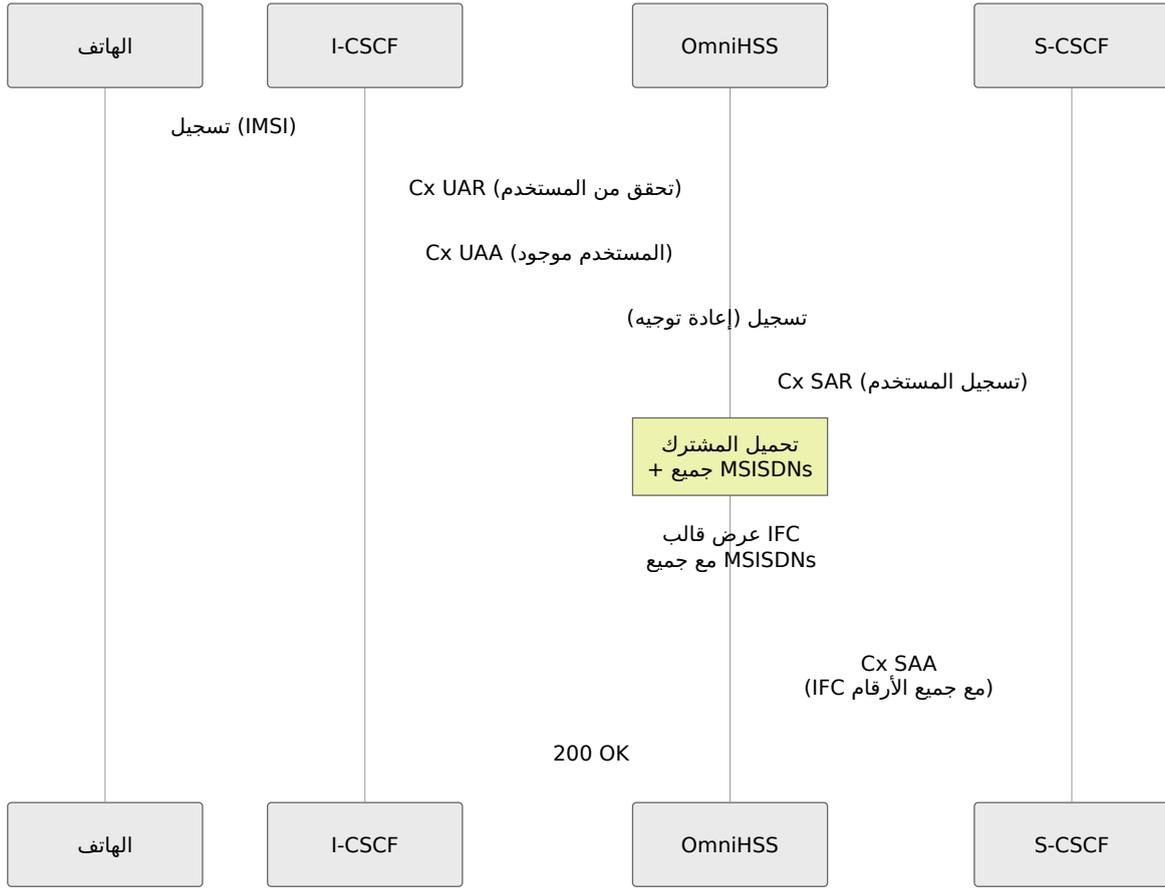 الهاتف
I-CSCF
OmniHSS
S-CSCF
تسجيل (IMSI)
Cx UAR (تحقق من المستخدم)
Cx UAA (المستخدم موجود)
تسجيل (إعادة توجيه)
Cx SAR (تسجيل المستخدم)
تحميل المشترك
+ جميع MSISDNs
عرض قالب IFC
مع جميع MSISDNs
Cx SAA
(IFC مع جميع الأرقام)
200 OK
الهاتف
I-CSCF
OmniHSS
S-CSCF